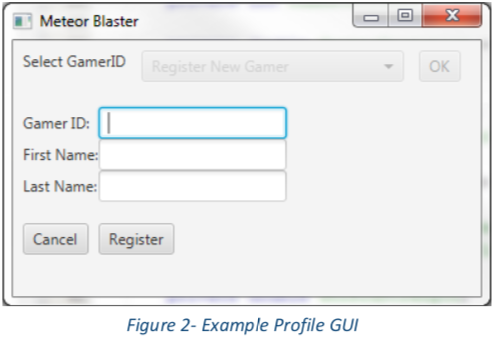 Meteor Blaster
Select GamerID Register New Gamer OK
Gamer ID:
First Name:
Last Name:
Cancel Register
Figure 2- Example Profile GUI